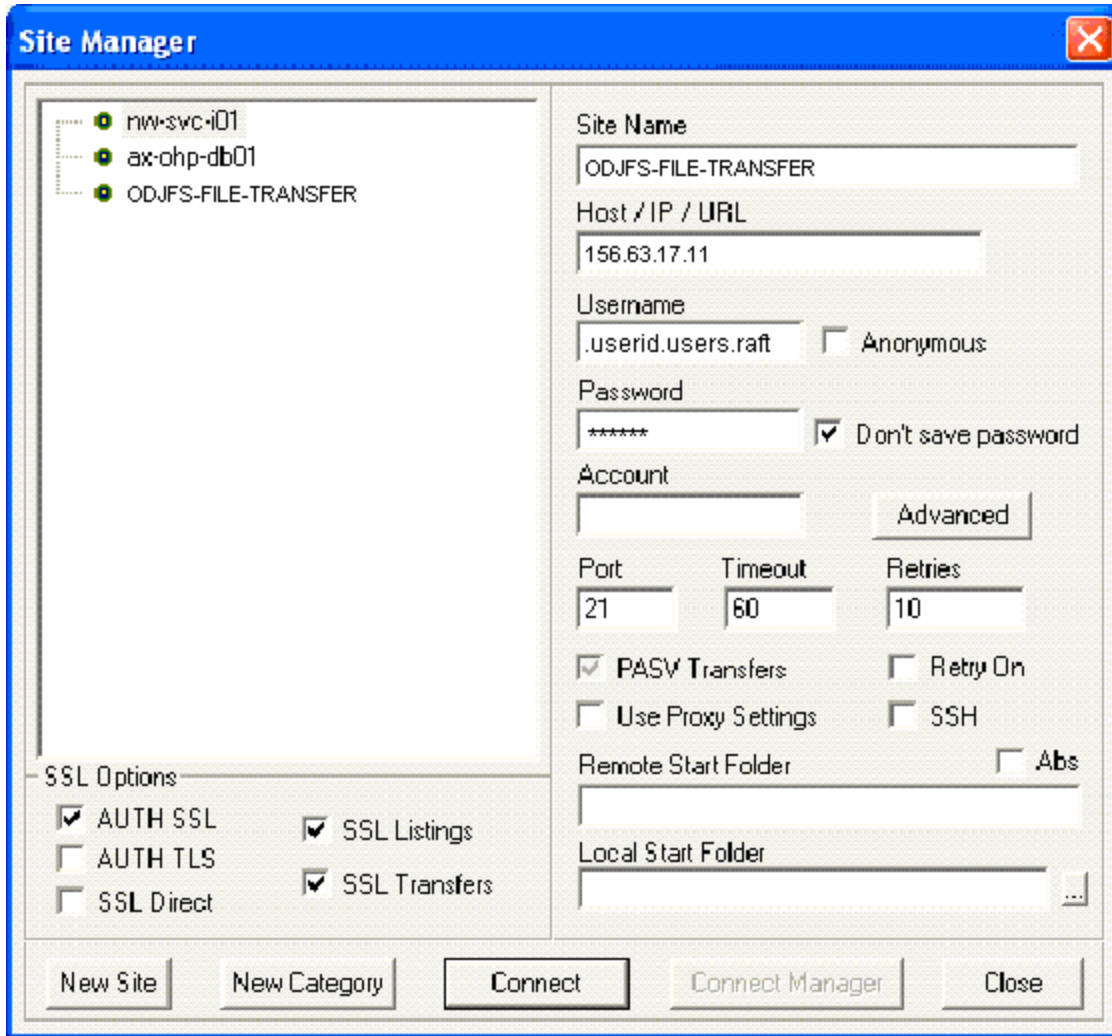 Site Manager
nw-svc-i01
ax-ohp-db01
ODJFS-FILE-TRANSFER
SSL Options
AUTH SSL
SSL Listings
AUTH TLS
SSL Transfers
SSL Direct
Site Name
ODJFS-FILE-TRANSFER
Host / IP / URL
156.63.17.11
Username
.userid.users.raft
Anonymous
Password
******
Don't save password
Account
Advanced
Port Timeout Retries
21 60 10
PASV Transfers Retry On
Use Proxy Settings SSH
Remote Start Folder Abs
Local Start Folder
...
New Site New Category Connect Connect Manager Close